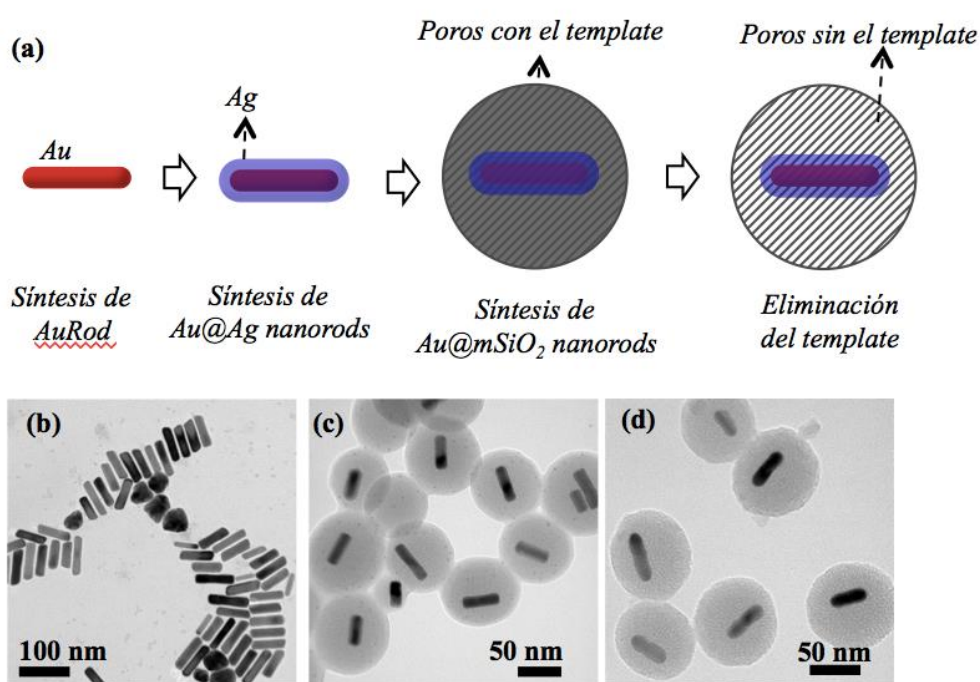 (a)
Poros con el template
Poros sin el template
Ag
Au
Síntesis de
AuRod
Síntesis de
Au@Ag nanorods
Síntesis de
Au@mSiO₂ nanorods
Eliminación
del template
(b)
(c)
(d)
100 nm
50 nm
50 nm